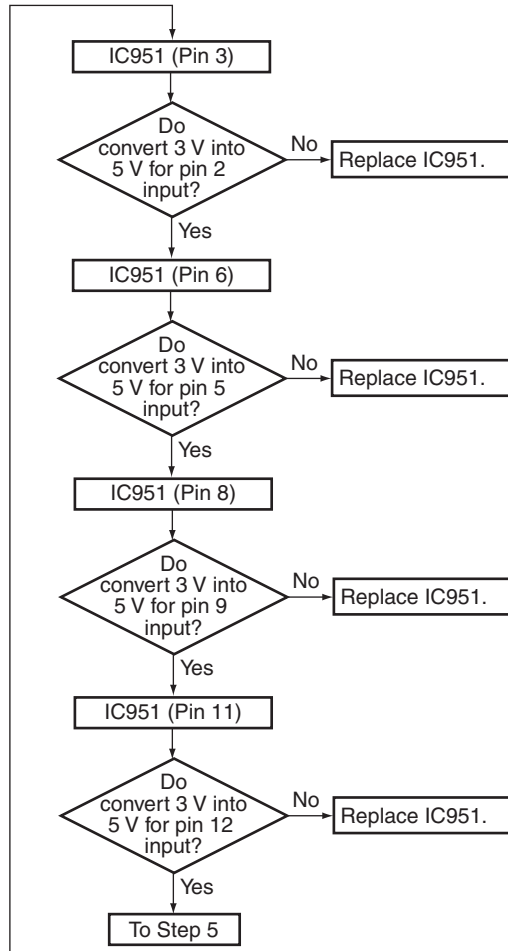 IC951 (Pin 3)
Do
convert 3 V into
5 V for pin 2
input?
No
Replace IC951.
Yes
IC951 (Pin 6)
Do
convert 3 V into
5 V for pin 5
input?
No
Replace IC951.
Yes
IC951 (Pin 8)
Do
convert 3 V into
5 V for pin 9
input?
No
Replace IC951.
Yes
IC951 (Pin 11)
Do
convert 3 V into
5 V for pin 12
input?
No
Replace IC951.
Yes
To Step 5